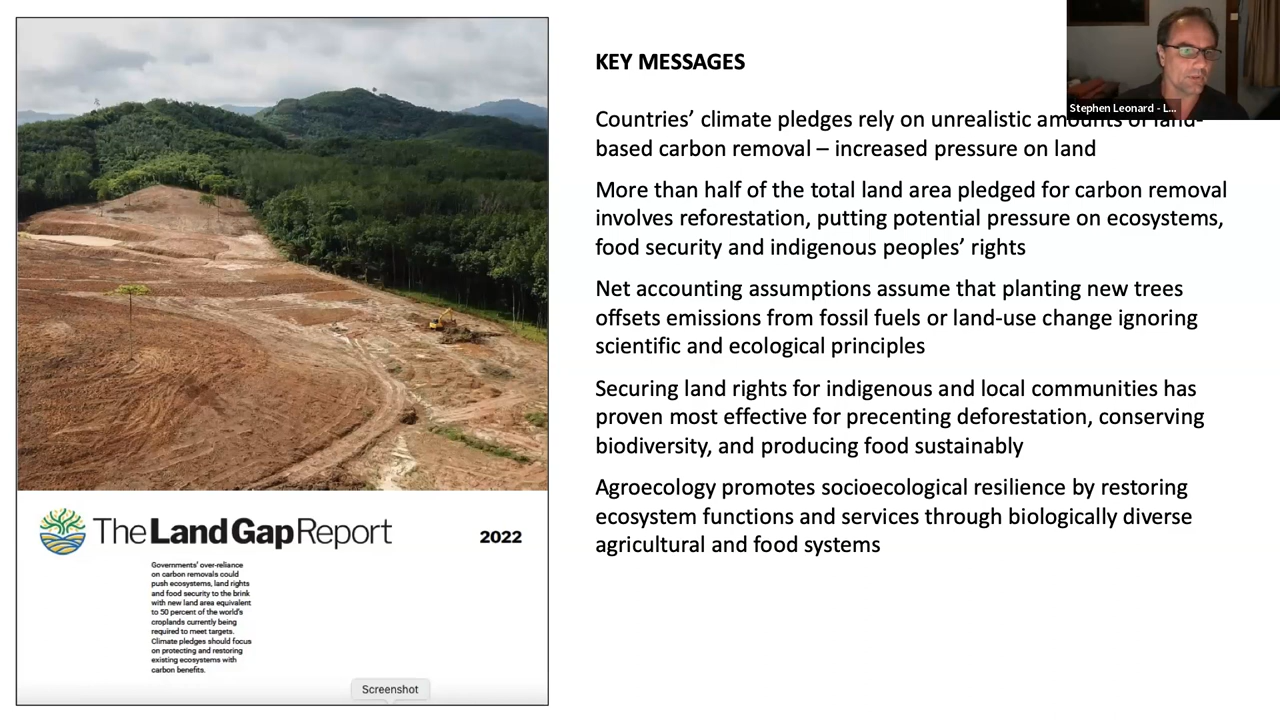 KEY MESSAGES
Stephen Leonard - L...
Countries’ climate pledges rely on unrealistic amounts of land-
based carbon removal – increased pressure on land
More than half of the total land area pledged for carbon removal
involves reforestation, putting potential pressure on ecosystems,
food security and indigenous peoples’ rights
Net accounting assumptions assume that planting new trees
offsets emissions from fossil fuels or land-use change ignoring
scientific and ecological principles
Securing land rights for indigenous and local communities has
proven most effective for precenting deforestation, conserving
biodiversity, and producing food sustainably
Agroecology promotes socioecological resilience by restoring
ecosystem functions and services through biologically diverse
agricultural and food systems
The Land Gap Report 2022
Governments’ over-reliance
on carbon removals could
push ecosystems, land rights
and food security to the brink
with new land area equivalent
to 50 percent of the world’s
croplands currently being
required to meet targets.
Climate pledges should focus
on protecting and restoring
existing ecosystems with
carbon benefits.
Screenshot